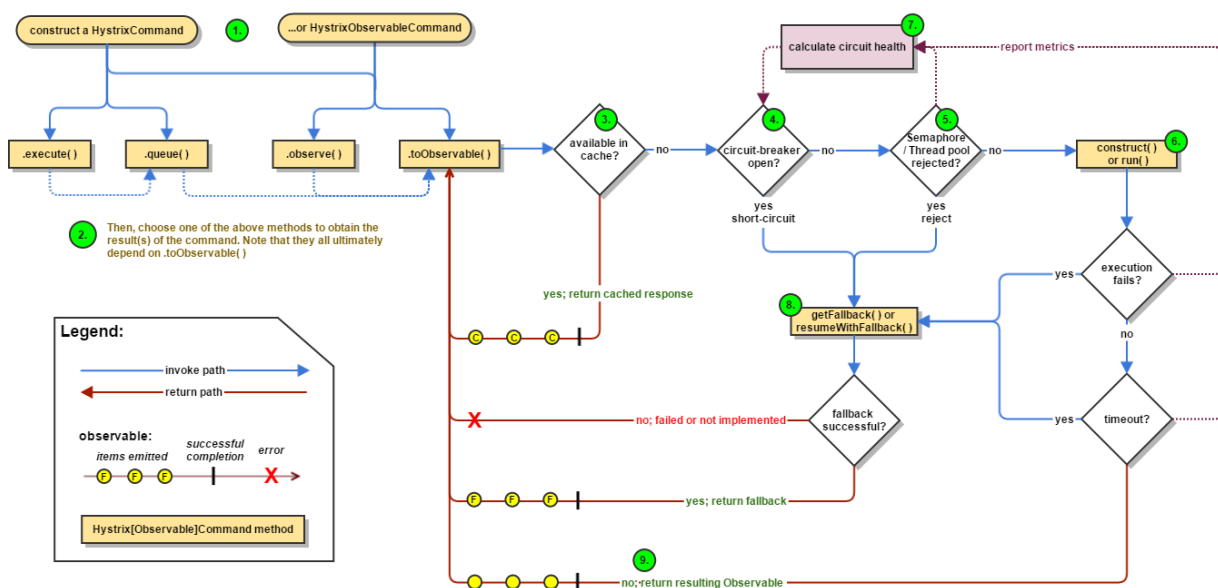 construct a HystrixCommand
1.
...or HystrixObservableCommand
7.
calculate circuit health
report metrics
.execute( )
.queue( )
.observe( )
.toObservable( )
3.
available in
cache?
no
4.
circuit-breaker
open?
no
5.
Semaphore
/ Thread pool
rejected?
no
6.
construct( )
or run( )
yes
short-circuit
yes
reject
2.
Then, choose one of the above methods to obtain the
result(s) of the command. Note that they all ultimately
depend on .toObservable( )
yes
execution
fails?
yes; return cached response
8.
getFallback( ) or
resumeWithFallback( )
C C C
no
Legend:
invoke path
return path
observable:
items emitted
successful
completion
error
F F F
Hystrix[Observable]Command method
X
X
no; failed or not implemented
fallback
successful?
yes
timeout?
F F F
yes; return fallback
9.
no; return resulting Observable